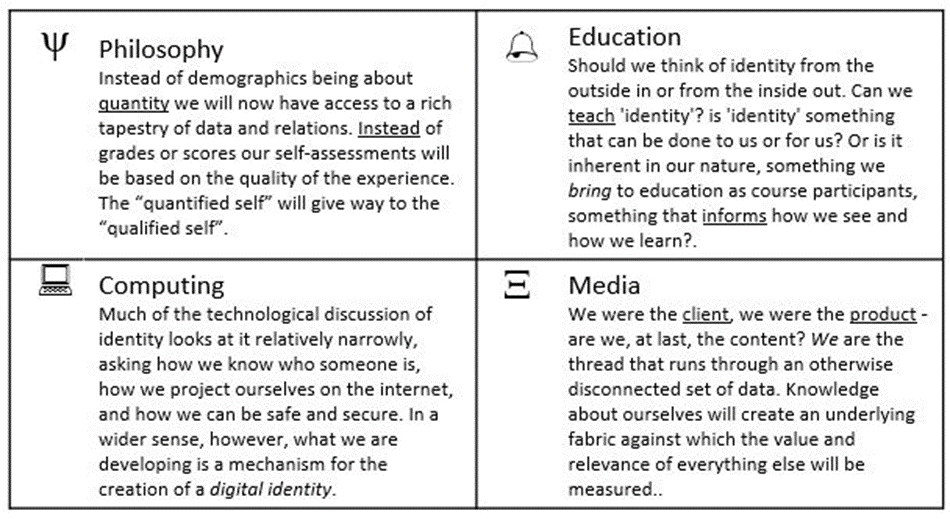 ψ Philosophy
Instead of demographics being about
quantity we will now have access to a rich
tapestry of data and relations. Instead of
grades or scores our self-assessments will
be based on the quality of the experience.
The “quantified self” will give way to the
“qualified self”.
Education
Should we think of identity from the
outside in or from the inside out. Can we
teach 'identity'? is 'identity' something
that can be done to us or for us? Or is it
inherent in our nature, something we
bring to education as course participants,
something that informs how we see and
how we learn?.
Computing
Much of the technological discussion of
identity looks at it relatively narrowly,
asking how we know who someone is,
how we project ourselves on the internet,
and how we can be safe and secure. In a
wider sense, however, what we are
developing is a mechanism for the
creation of a digital identity.
Ξ Media
We were the client, we were the product -
are we, at last, the content? We are the
thread that runs through an otherwise
disconnected set of data. Knowledge
about ourselves will create an underlying
fabric against which the value and
relevance of everything else will be
measured..